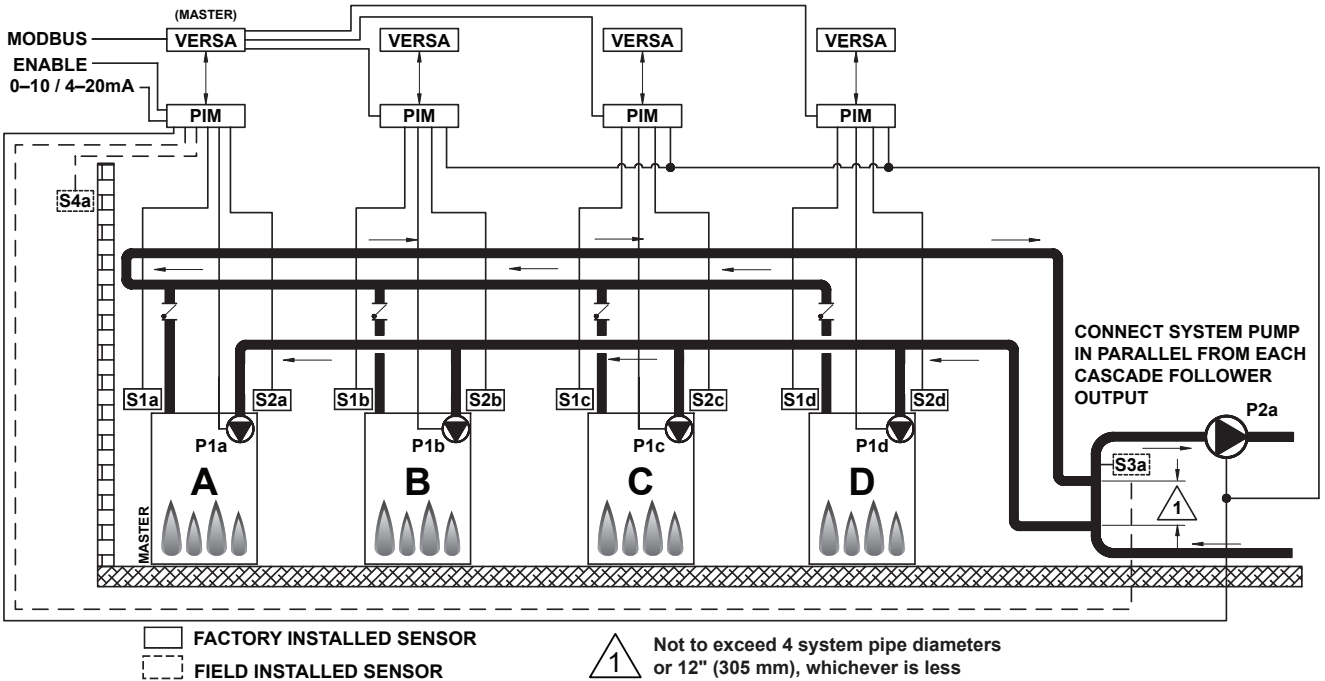 (MASTER)
MODBUS
VERSA
VERSA
VERSA
VERSA
ENABLE
0–10 / 4–20mA
PIM
PIM
PIM
PIM
S4a
CONNECT SYSTEM PUMP
IN PARALLEL FROM EACH
CASCADE FOLLOWER
OUTPUT
S1a
S2a
S1b
S2b
S1c
S2c
S1d
S2d
P2a
P1a
P1b
P1c
P1d
S3a
A
B
C
D
1
MASTER
FACTORY INSTALLED SENSOR
FIELD INSTALLED SENSOR
1
Not to exceed 4 system pipe diameters
or 12" (305 mm), whichever is less